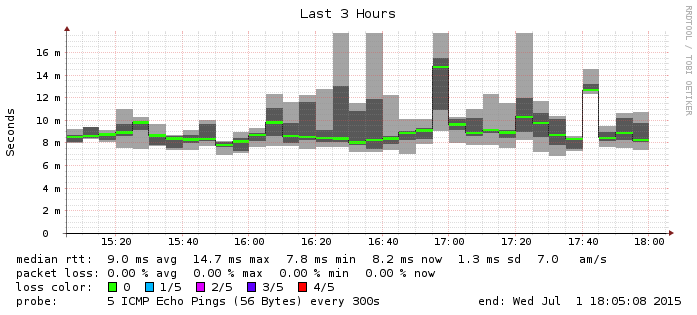 Last 3 Hours
RRDTOOL / TOBI OETIKER
Seconds
16 m
14 m
12 m
10 m
8 m
6 m
4 m
2 m
0
15:20 15:40 16:00 16:20 16:40 17:00 17:20 17:40 18:00
median rtt: 9.0 ms avg 14.7 ms max 7.8 ms min 8.2 ms now 1.3 ms sd 7.0 am/s
packet loss: 0.00 % avg 0.00 % max 0.00 % min 0.00 % now
loss color: 0 1/5 2/5 3/5 4/5
probe: 5 ICMP Echo Pings (56 Bytes) every 300s end: Wed Jul 1 18:05:08 2015